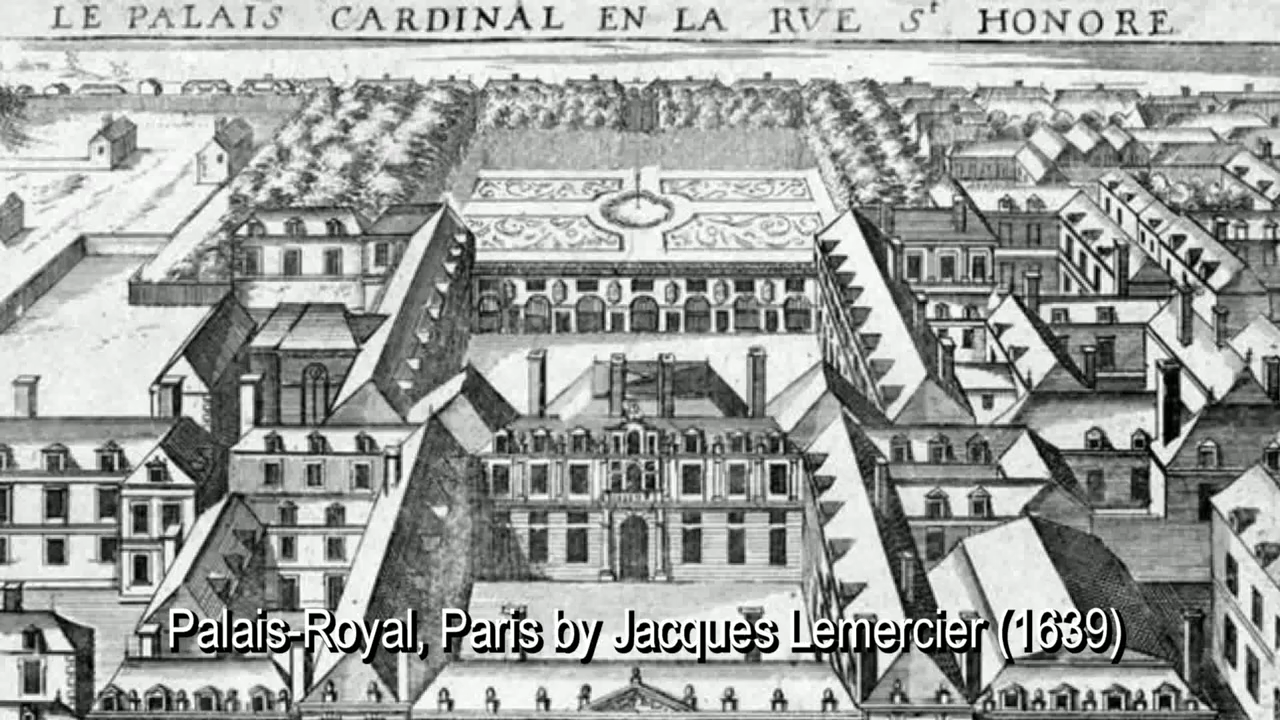 LE PALAIS CARDINAL EN LA RVE St HONORE
Palais-Royal, Paris by Jacques Lemercier (1639)